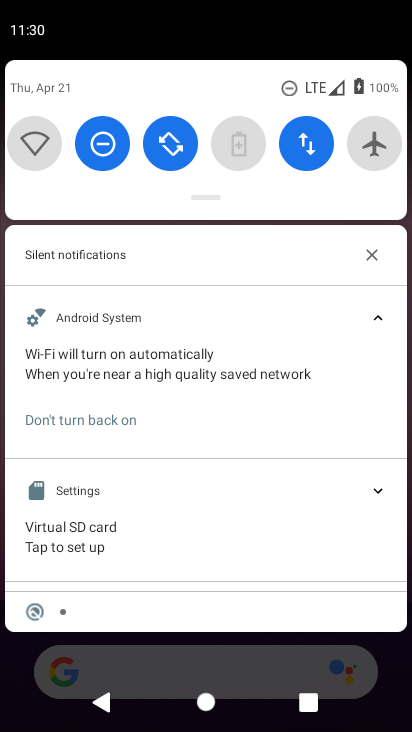 11:30
Thu, Apr 21
LTE
100%
Silent notifications
Android System
Wi-Fi will turn on automatically
When you're near a high quality saved network
Don't turn back on
Settings
Virtual SD card
Tap to set up
G